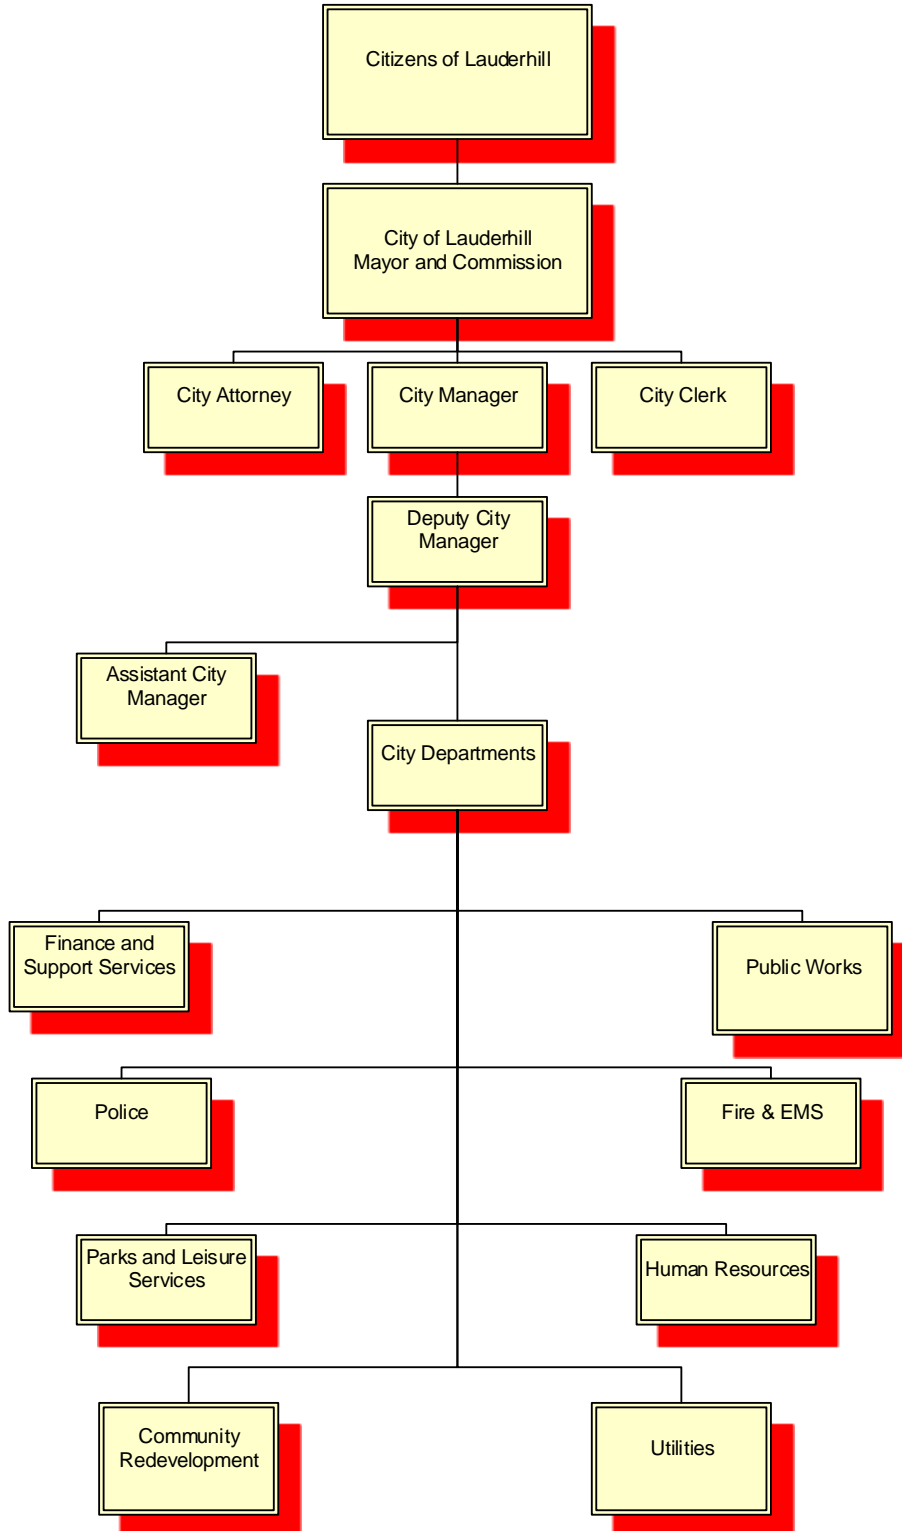 Citizens of Lauderhill
City of Lauderhill
Mayor and Commission
City Attorney
City Manager
City Clerk
Deputy City
Manager
Assistant City
Manager
City Departments
Finance and
Support Services
Public Works
Police
Fire & EMS
Parks and Leisure
Services
Human Resources
Community
Redevelopment
Utilities